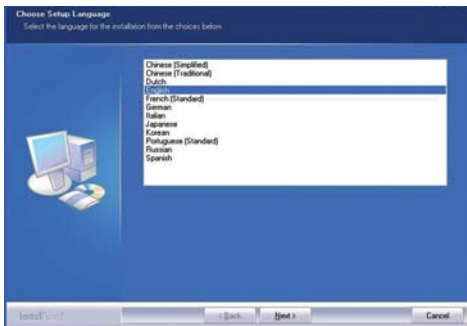 Choose Setup Language
Select the language for the installation from the choices below.
Chinese (Simplified)
Chinese (Traditional)
Dutch
English
French (Standard)
German
Italian
Japanese
Korean
Portuguese (Standard)
Russian
Spanish
InstallShield
< Back
Next >
Cancel